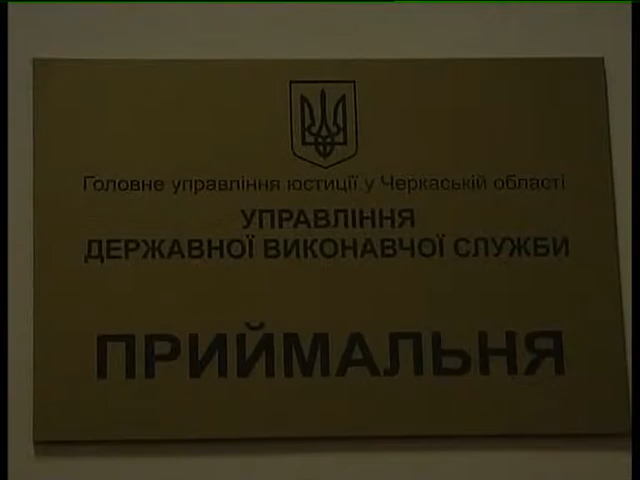 Головне управління юстиції у Черкаській області
УПРАВЛІННЯ
ДЕРЖАВНОЇ ВИКОНАВЧОЇ СЛУЖБИ
ПРИЙМАЛЬНЯ